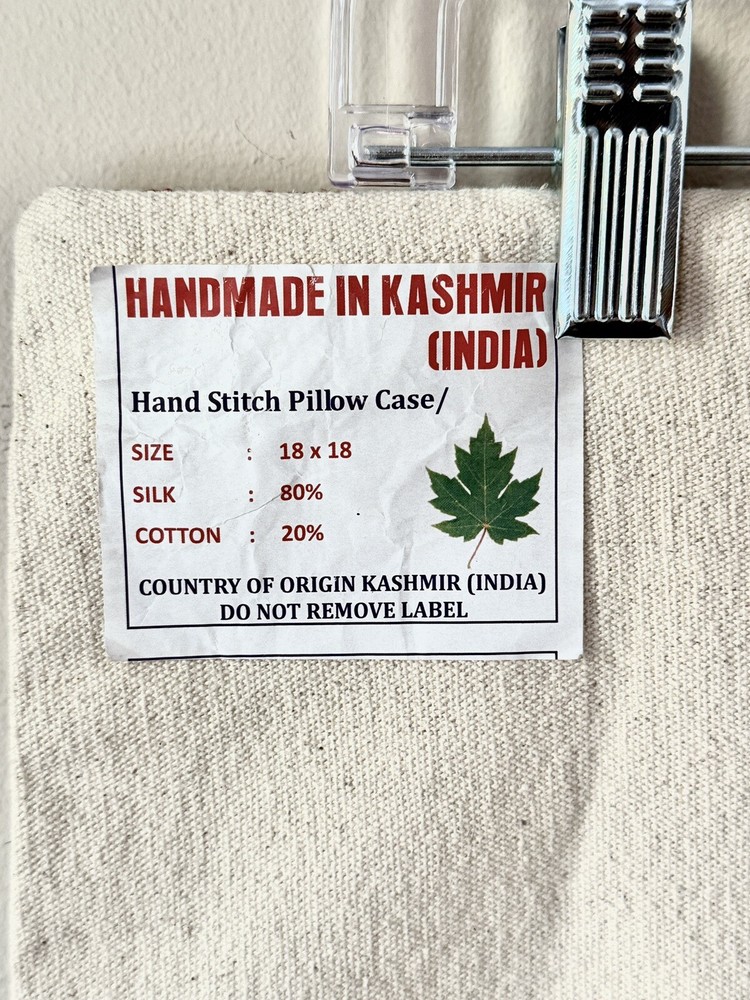 HANDMADE IN KASHMIR
(INDIA)
Hand Stitch Pillow Case/
SIZE : 18 x 18
SILK : 80%
COTTON : 20%
COUNTRY OF ORIGIN KASHMIR (INDIA)
DO NOT REMOVE LABEL